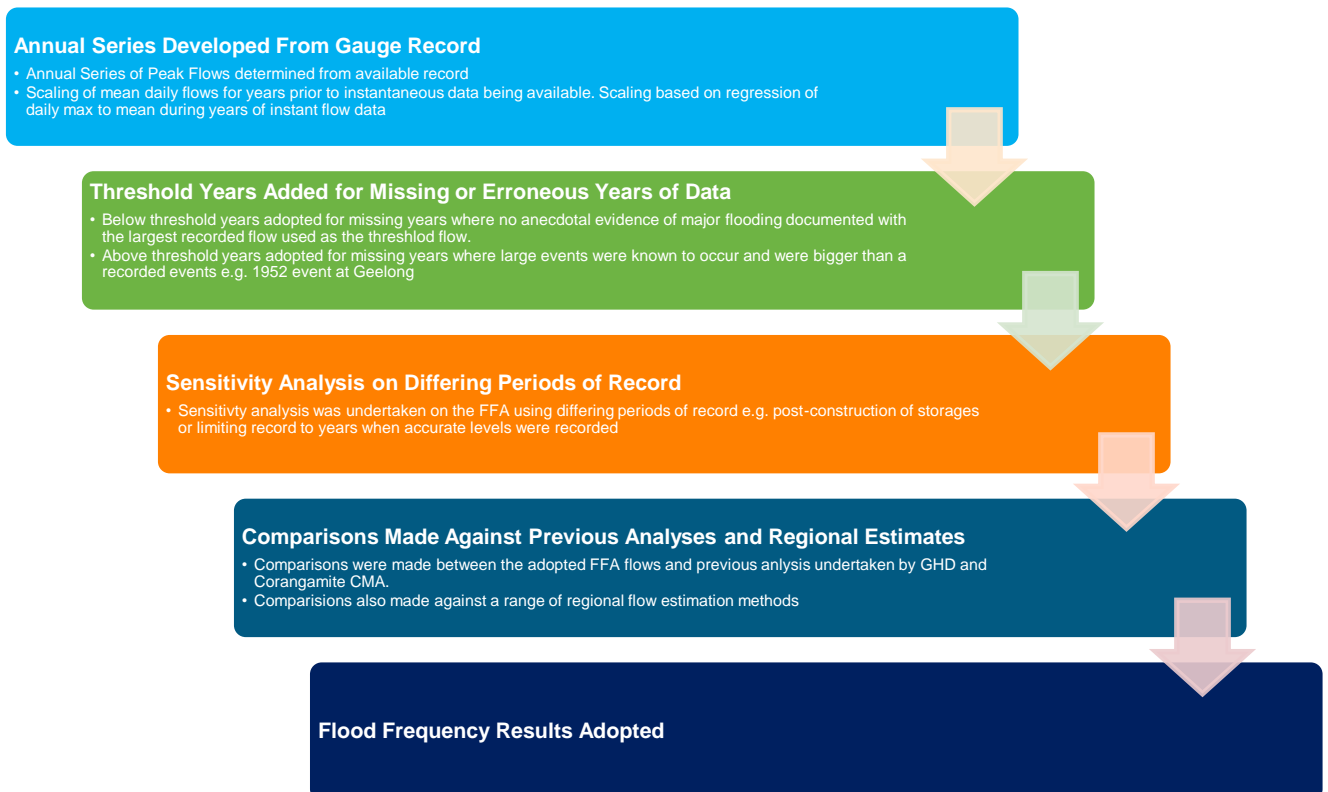 Annual Series Developed From Gauge Record
• Annual Series of Peak Flows determined from available record
• Scaling of mean daily flows for years prior to instantaneous data being available. Scaling based on regression of
daily max to mean during years of instant flow data
Threshold Years Added for Missing or Erroneous Years of Data
• Below threshold years adopted for missing years where no anecdotal evidence of major flooding documented with
the largest recorded flow used as the threshlod flow.
• Above threshold years adopted for missing years where large events were known to occur and were bigger than a
recorded events e.g. 1952 event at Geelong
Sensitivity Analysis on Differing Periods of Record
• Sensitivty analysis was undertaken on the FFA using differing periods of record e.g. post-construction of storages
or limiting record to years when accurate levels were recorded
Comparisons Made Against Previous Analyses and Regional Estimates
• Comparisons were made between the adopted FFA flows and previous anlysis undertaken by GHD and
Corangamite CMA.
• Comparisions also made against a range of regional flow estimation methods
Flood Frequency Results Adopted